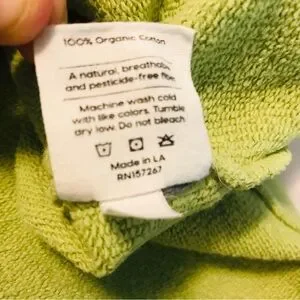 100% Organic Cotton
A natural, breathable
and pesticide-free fiber
Machine wash cold
with like colors. Tumble
dry low. Do not bleach
Made in LA
RN157267